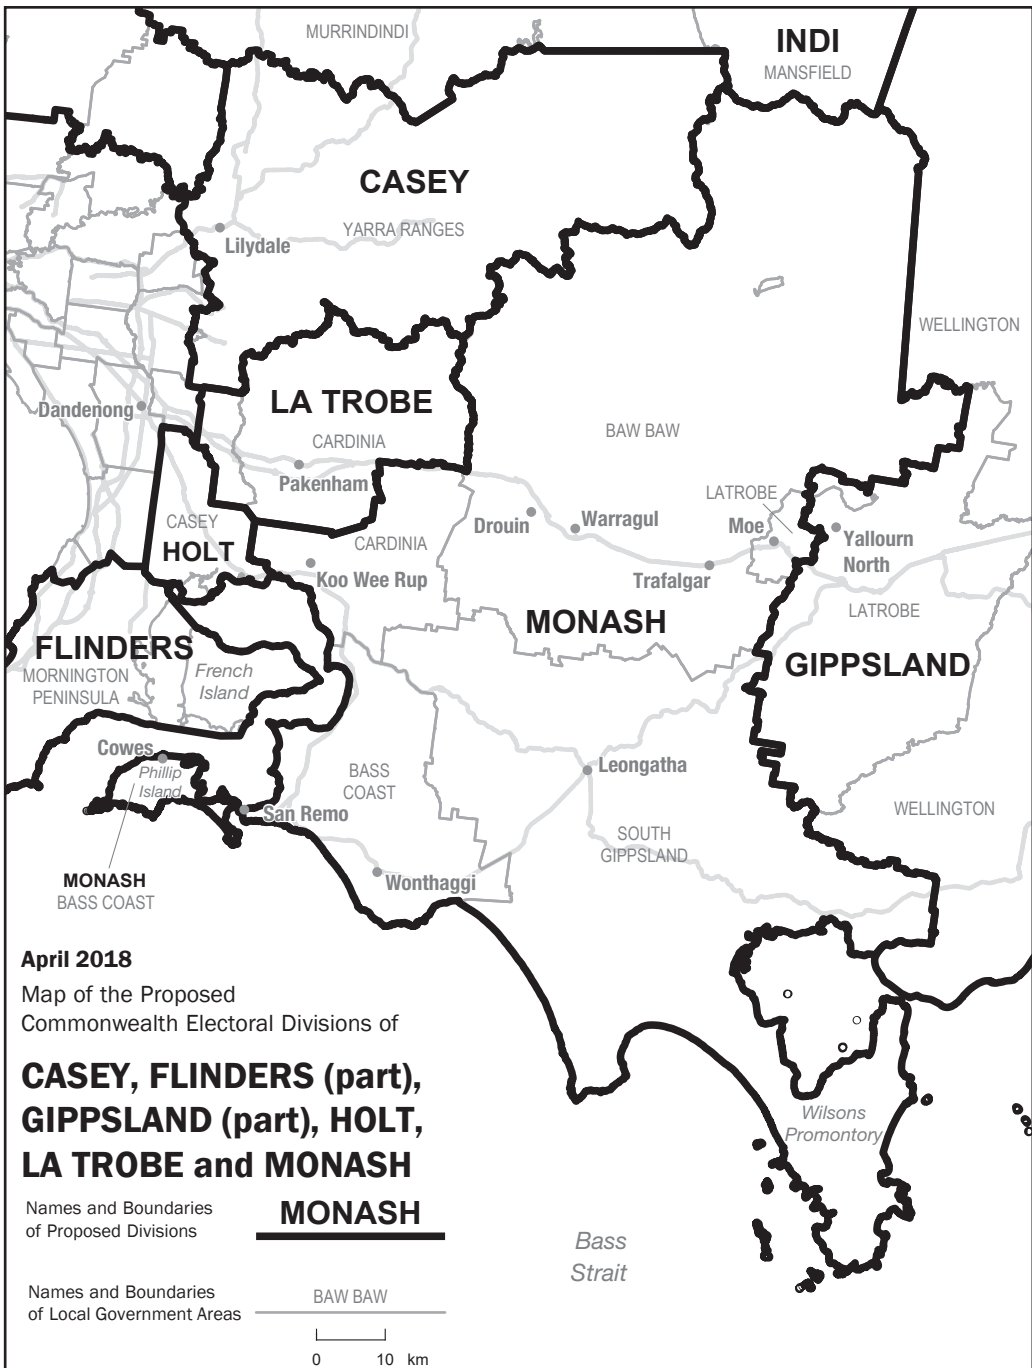 MURRINDINDI
INDI
MANSFIELD
CASEY
YARRA RANGES
Lilydale
WELLINGTON
LA TROBE
Dandenong
CARDINIA
BAW BAW
Pakenham
LATROBE
CASEY
HOLT
Drouin
Warragul
Moe
Yallourn
North
CARDINIA
Koo Wee Rup
Trafalgar
LATROBE
MONASH
FLINDERS
MORNINGTON
PENINSULA
French
Island
GIPPSLAND
Cowes
Phillip
Island
BASS
COAST
Leongatha
San Remo
WELLINGTON
SOUTH
GIPPSLAND
MONASH
BASS COAST
Wonthaggi
April 2018
Map of the Proposed
Commonwealth Electoral Divisions of
CASEY, FLINDERS (part),
GIPPSLAND (part), HOLT,
LA TROBE and MONASH
Wilsons
Promontory
Names and Boundaries
of Proposed Divisions
MONASH
Bass
Strait
Names and Boundaries
of Local Government Areas
BAW BAW
0 10 km